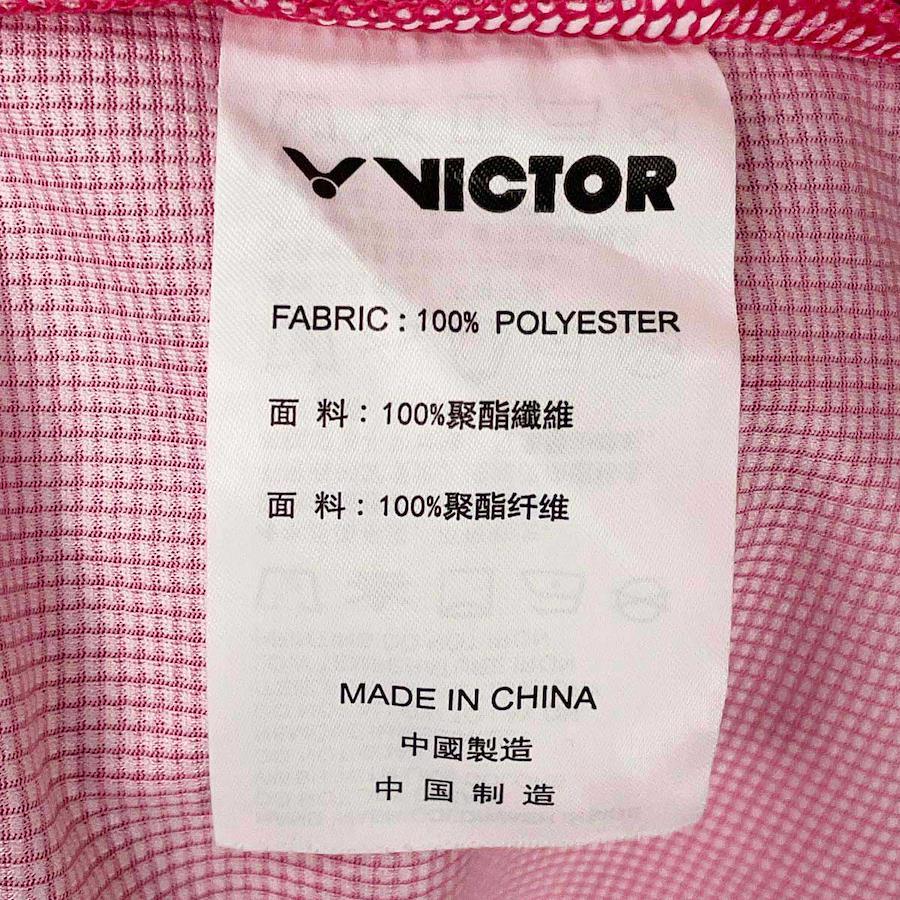 VICTOR
FABRIC : 100% POLYESTER
面 料：100%聚酯纖維
面 料：100%聚酯纤维
MADE IN CHINA
中國製造
中国制造